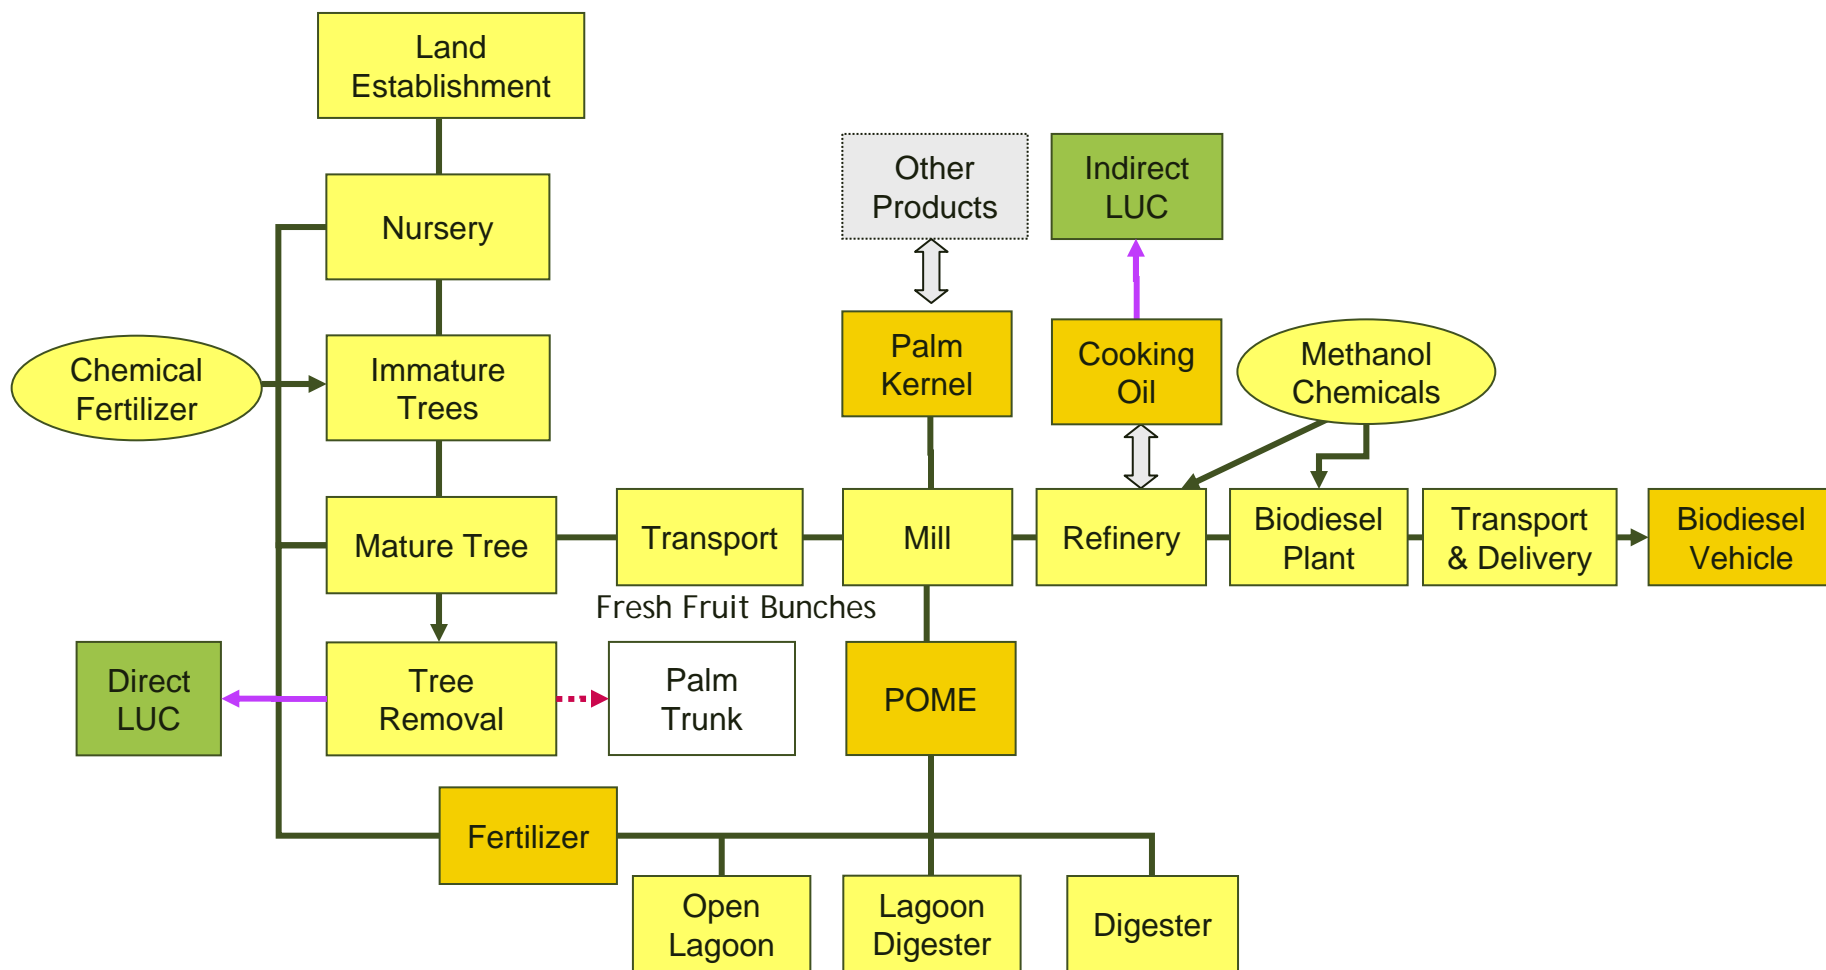 Land
Establishment
Other
Products
Indirect
LUC
Nursery
Chemical
Fertilizer
Immature
Trees
Palm
Kernel
Cooking
Oil
Methanol
Chemicals
Mature Tree
Transport
Mill
Refinery
Biodiesel
Plant
Transport
& Delivery
Biodiesel
Vehicle
Fresh Fruit Bunches
Direct
LUC
Tree
Removal
Palm
Trunk
POME
Fertilizer
Open
Lagoon
Lagoon
Digester
Digester